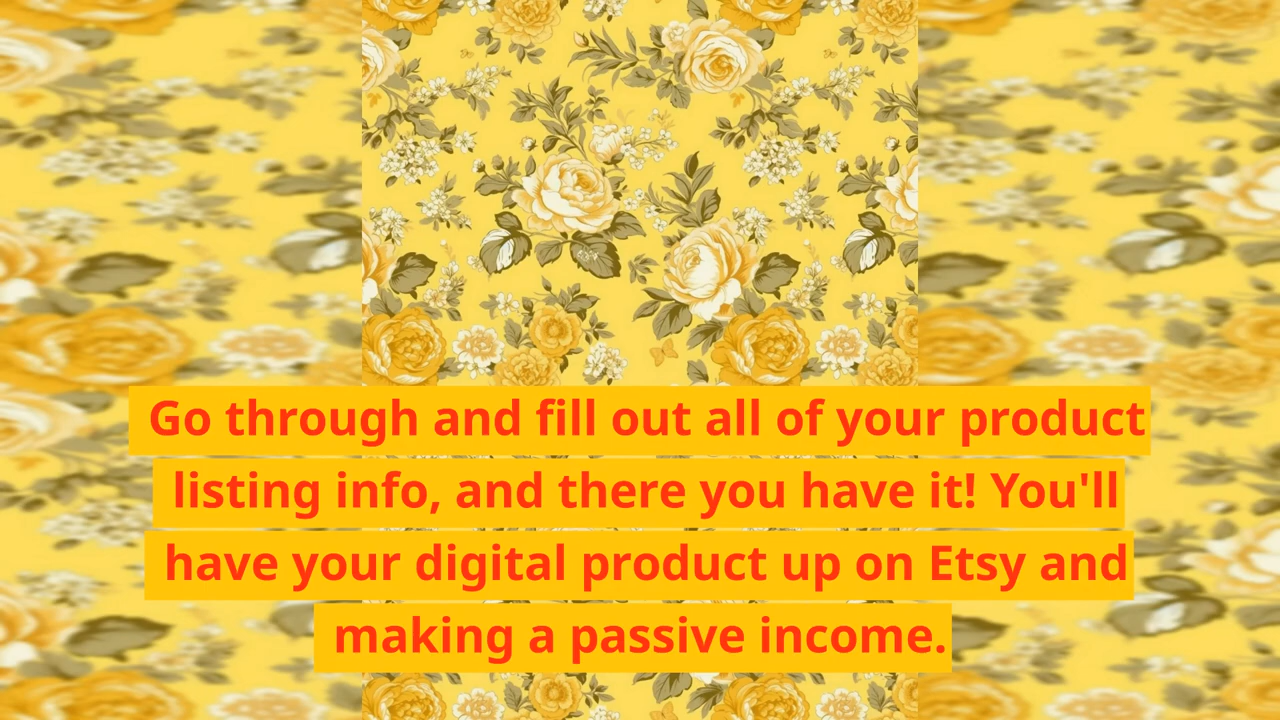 Go through and fill out all of your product
listing info, and there you have it! You'll
have your digital product up on Etsy and
making a passive income.